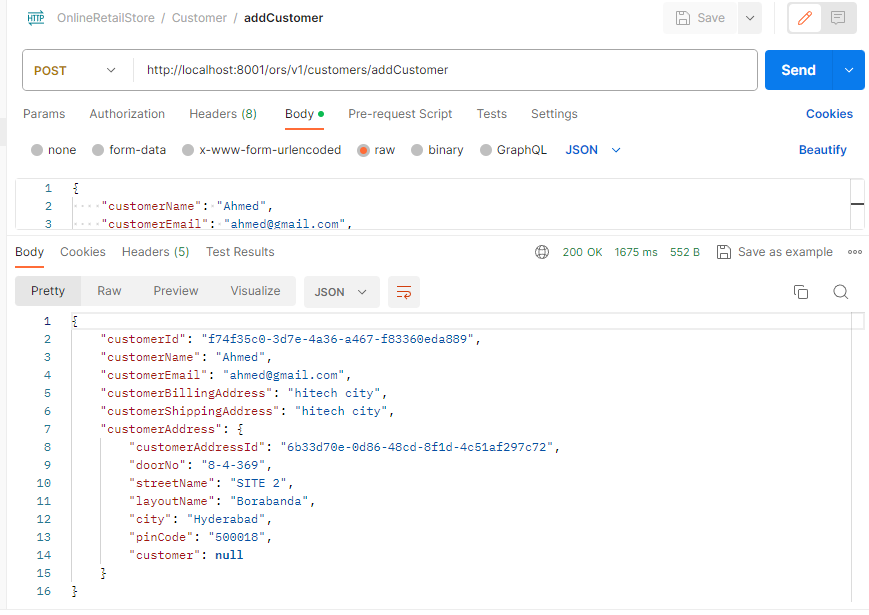 HTTP OnlineRetailStore / Customer / addCustomer Save
POST http://localhost:8001/ors/v1/customers/addCustomer Send
Params Authorization Headers (8) Body Pre-request Script Tests Settings Cookies
none form-data x-www-form-urlencoded raw binary GraphQL JSON Beautify
1 {
2 "customerName": "Ahmed",
3 "customerEmail": "ahmed@gmail.com",
Body Cookies Headers (5) Test Results 200 OK 1675 ms 552 B Save as example
Pretty Raw Preview Visualize JSON
1 {
2 "customerId": "f74f35c0-3d7e-4a36-a467-f83360eda889",
3 "customerName": "Ahmed",
4 "customerEmail": "ahmed@gmail.com",
5 "customerBillingAddress": "hitech city",
6 "customerShippingAddress": "hitech city",
7 "customerAddress": {
8 "customerAddressId": "6b33d70e-0d86-48cd-8f1d-4c51af297c72",
9 "doorNo": "8-4-369",
10 "streetName": "SITE 2",
11 "layoutName": "Borabanda",
12 "city": "Hyderabad",
13 "pinCode": "500018",
14 "customer": null
15 }
16 }